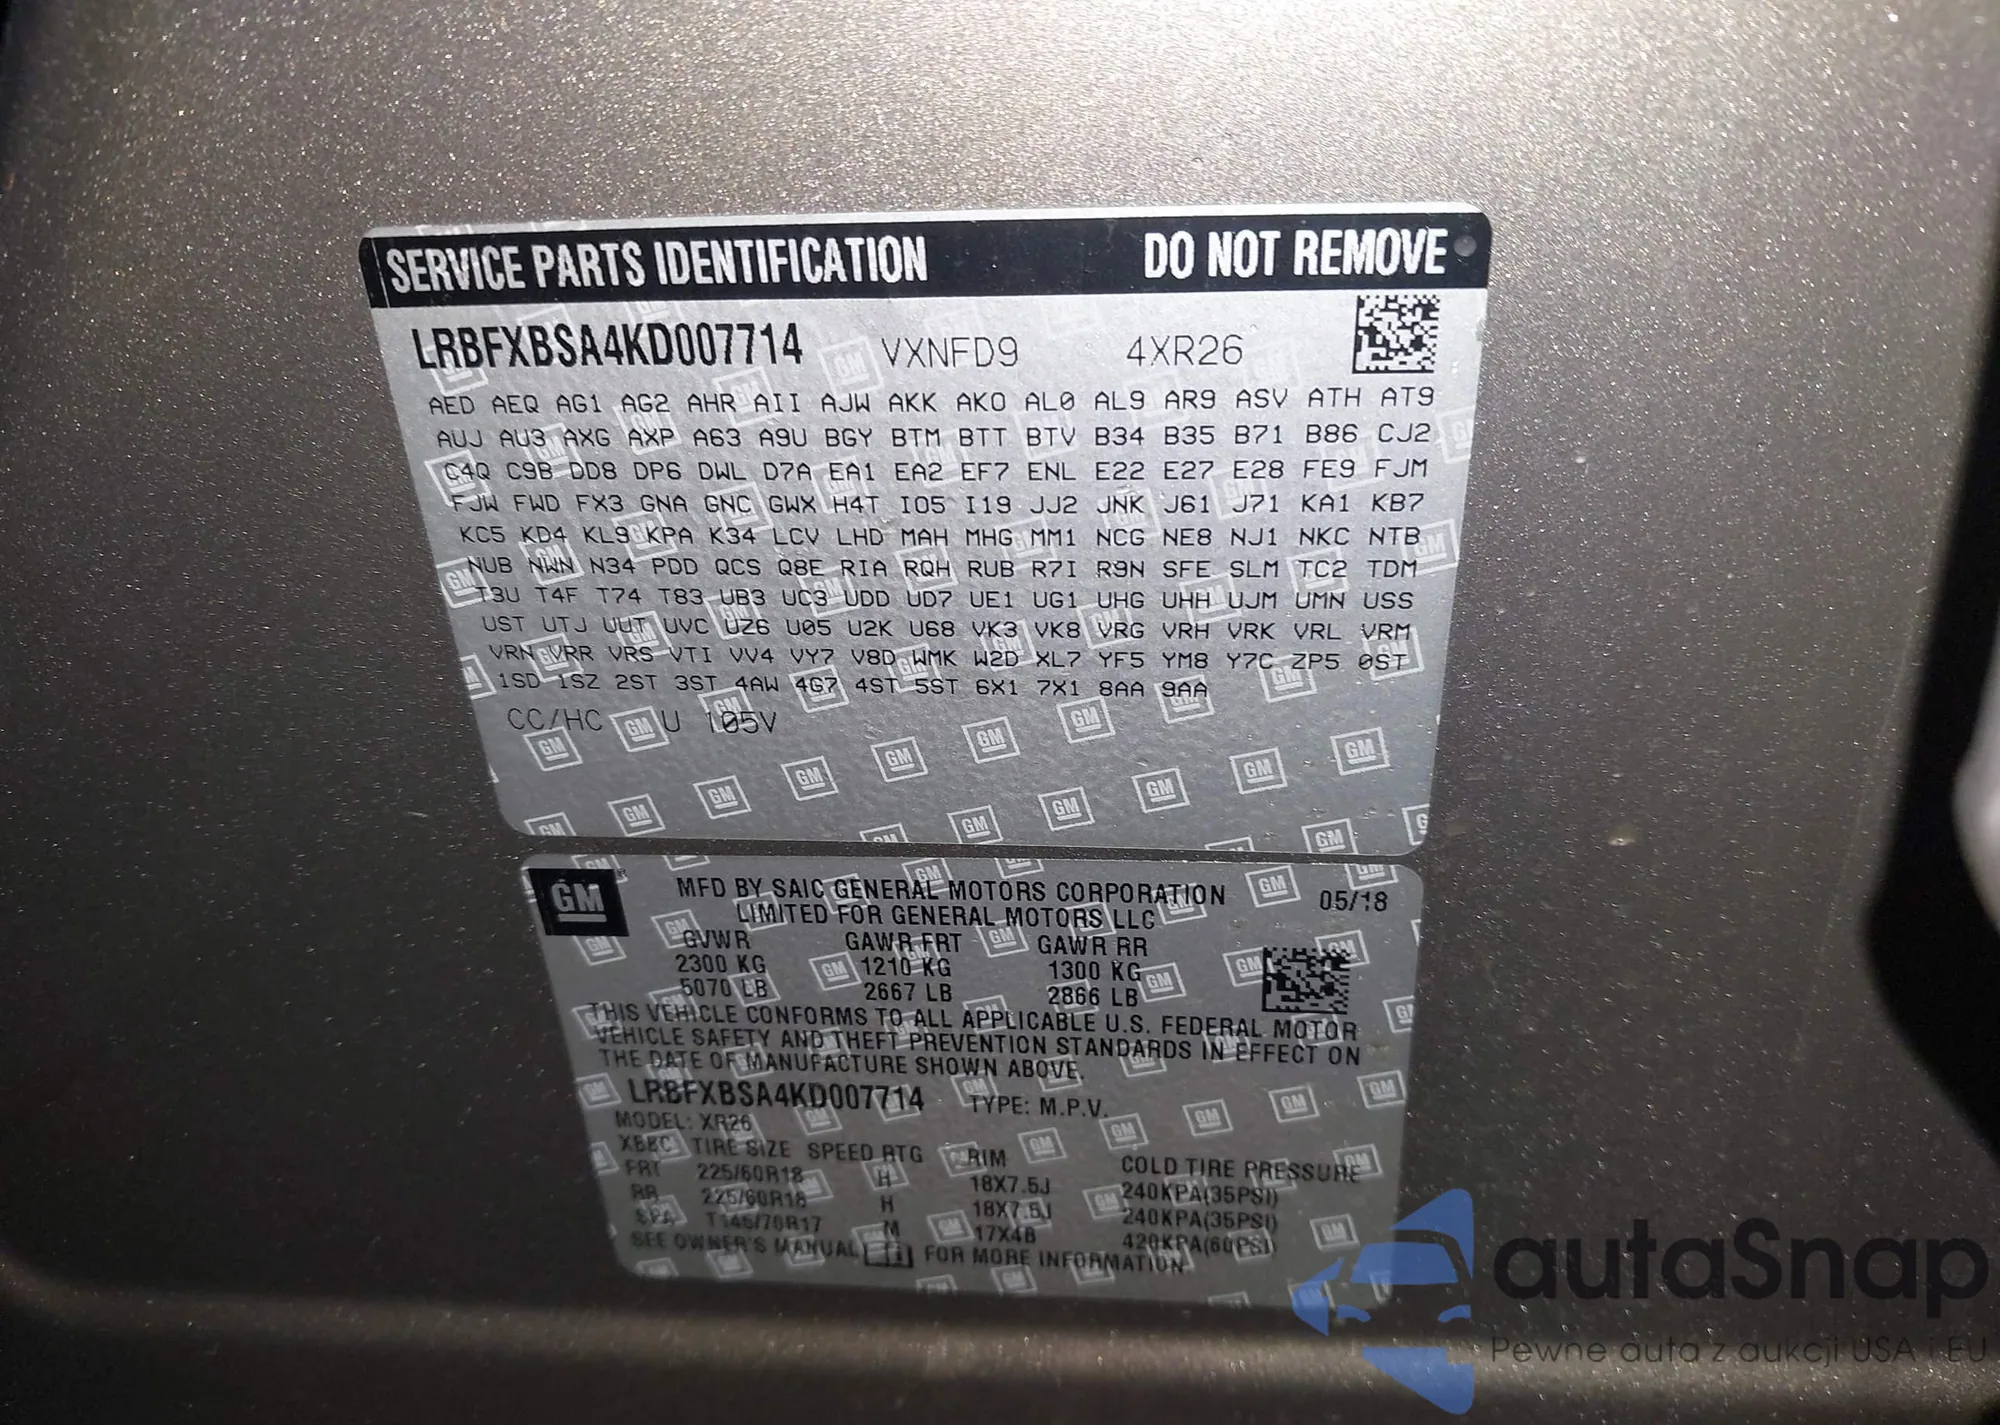 SERVICE PARTS IDENTIFICATION DO NOT REMOVE
LRBFXBSA4KD007714 VXNFD9 4XR26
AED AEQ AG1 AG2 AHR AII AJW AKK AKO AL0 AL9 AR9 ASV ATH AT9
AUJ AU3 AXG AXP A63 A9U BGY BTM BTT BTV B34 B35 B71 B86 CJ2
C4Q C9B DD8 DP6 DWL D7A EA1 EA2 EF7 ENL E22 E27 E28 FE9 FJM
FJW FWD FX3 GNA GNC GWX H4T I05 I19 JJ2 JNK J61 J71 KA1 KB7
KC5 KD4 KL9 KPA K34 LCV LHD MAH MHG MM1 NCG NE8 NJ1 NKC NTB
NUB NWN N34 PDD QCS Q8E RIA RQH RUB R7I R9N SFE SLM TC2 TDM
T3U T4F T74 T83 UB3 UC3 UDD UD7 UE1 UG1 UHG UHH UJM UMN USS
UST UTJ UUT UVC UZ6 U05 U2K U68 VK3 VK8 VRG VRH VRK VRL VRM
VRN VRR VRS VTI VV4 VY7 V8D WMK W2D XL7 YF5 YM8 Y7C ZP5 0ST
1SD 1SZ 2ST 3ST 4AW 4G7 4ST 5ST 6X1 7X1 8AA 9AA
CC/HC U 105V
GM
MFD BY SAIC GENERAL MOTORS CORPORATION 05/18
LIMITED FOR GENERAL MOTORS LLC
GVWR GAWR FRT GAWR RR
2300 KG 1210 KG 1300 KG
5070 LB 2667 LB 2866 LB
THIS VEHICLE CONFORMS TO ALL APPLICABLE U.S. FEDERAL MOTOR
VEHICLE SAFETY AND THEFT PREVENTION STANDARDS IN EFFECT ON
THE DATE OF MANUFACTURE SHOWN ABOVE.
LRBFXBSA4KD007714 TYPE: M.P.V.
MODEL: XR26
XBBC TIRE SIZE SPEED RTG RIM COLD TIRE PRESSURE
FRT 225/60R18 H 18X7.5J 240KPA(35PSI)
RR 225/60R18 H 18X7.5J 240KPA(35PSI)
SPA T145/70R17 M 17X4B 420KPA(60PSI)
SEE OWNER'S MANUAL FOR MORE INFORMATION
autaSnap
Pewne auta z aukcji USA i EU